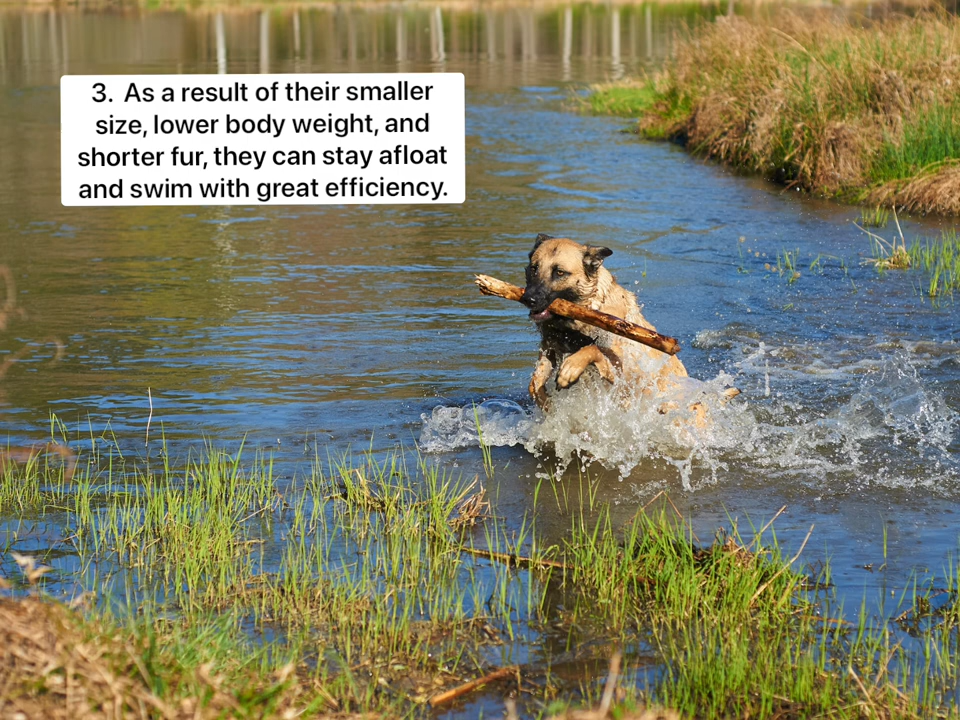 3. As a result of their smaller
size, lower body weight, and
shorter fur, they can stay afloat
and swim with great efficiency.